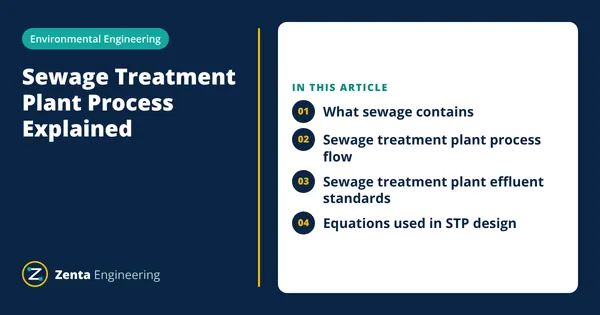 Environmental Engineering
Sewage Treatment
Plant Process
Explained
Zenta Engineering
IN THIS ARTICLE
01 What sewage contains
02 Sewage treatment plant process
flow
03 Sewage treatment plant effluent
standards
04 Equations used in STP design